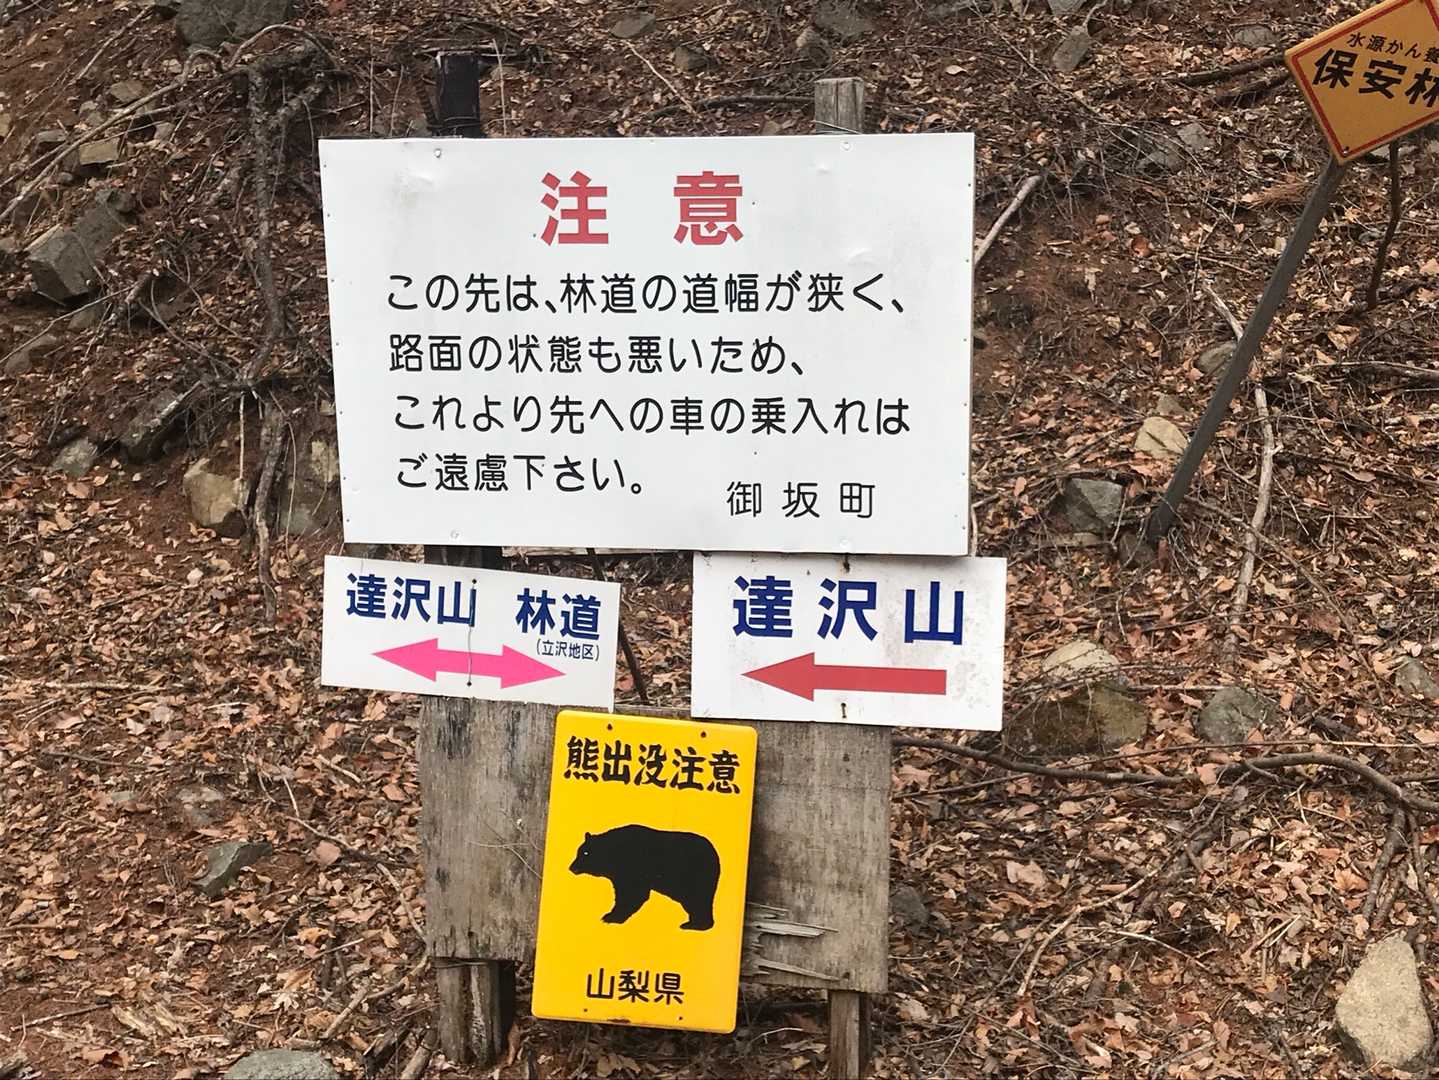 水源かん養
保安林
注意
この先は、林道の道幅が狭く、
路面の状態も悪いため、
これより先への車の乗入れは
ご遠慮下さい。
御坂町
達沢山 林道
(立沢地区)
達沢山
熊出没注意
山梨県